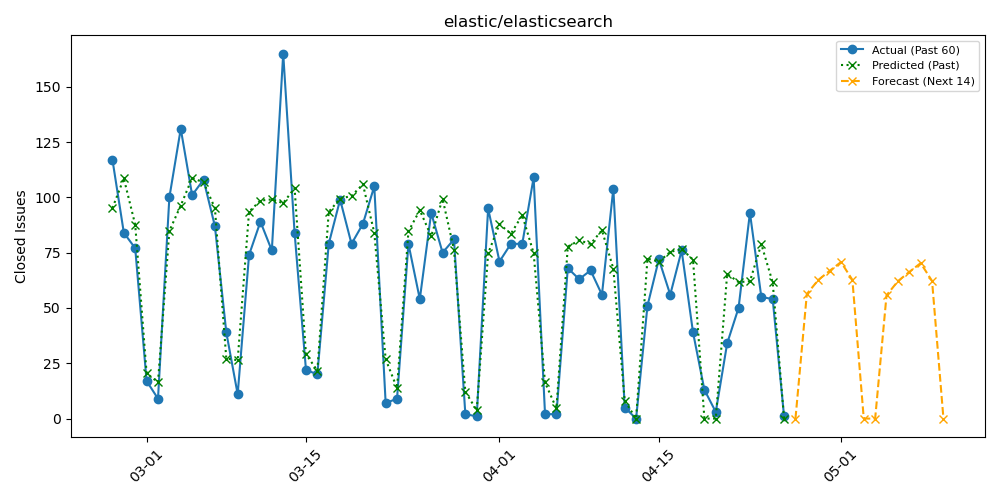 elastic/elasticsearch
Closed Issues
150
125
100
75
50
25
0
Actual (Past 60)
Predicted (Past)
Forecast (Next 14)
03-01
03-15
04-01
04-15
05-01